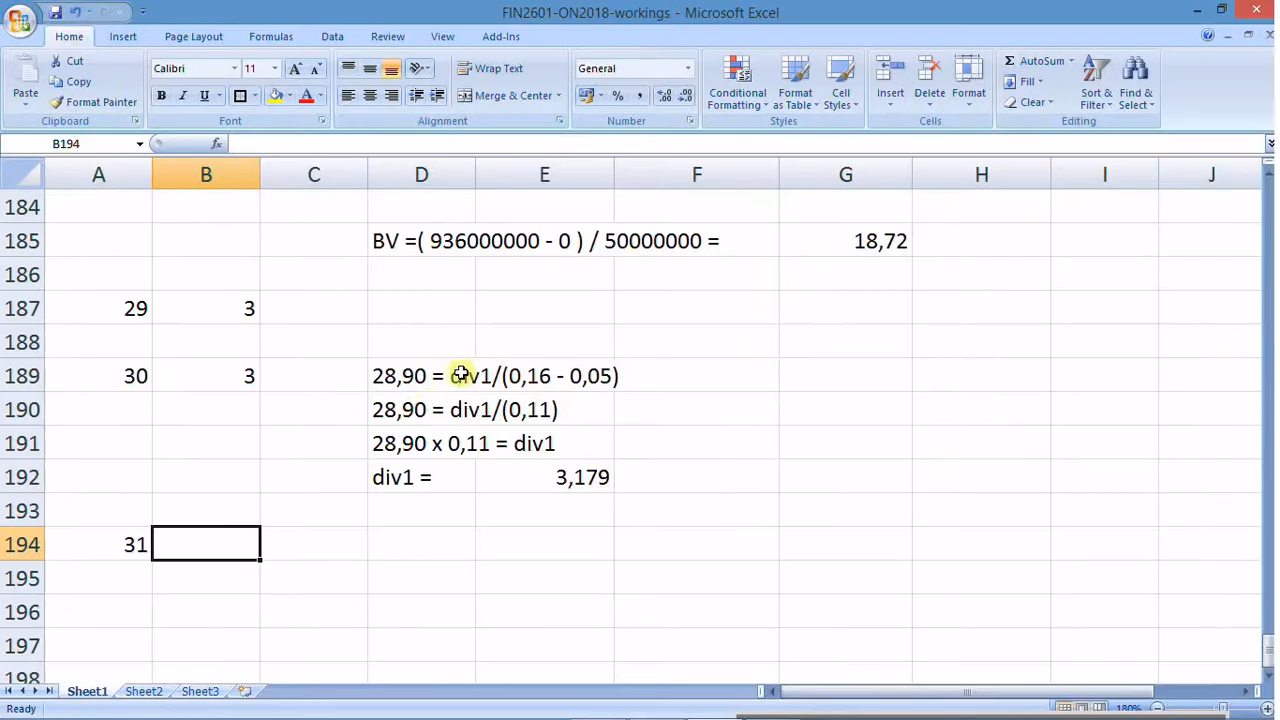 FIN2601-ON2018-workings - Microsoft Excel
Home Insert Page Layout Formulas Data Review View Add-Ins
Paste
Cut
Copy
Format Painter
Clipboard
Calibri 11
B I U A
Font
Wrap Text
Merge & Center
Alignment
General
%
Number
Conditional Formatting
Format as Table
Cell Styles
Styles
Insert
Delete
Format
Cells
Σ AutoSum
Fill
Clear
Sort & Filter
Find & Select
Editing
B194 fx
A B C D E F G H I J
184
185 BV =( 936000000 - 0 ) / 50000000 = 18,72
186
187 29 3
188
189 30 3 28,90 = div1/(0,16 - 0,05)
190 28,90 = div1/(0,11)
191 28,90 x 0,11 = div1
192 div1 = 3,179
193
194 31
195
196
197
198
Sheet1 Sheet2 Sheet3
Ready 180%